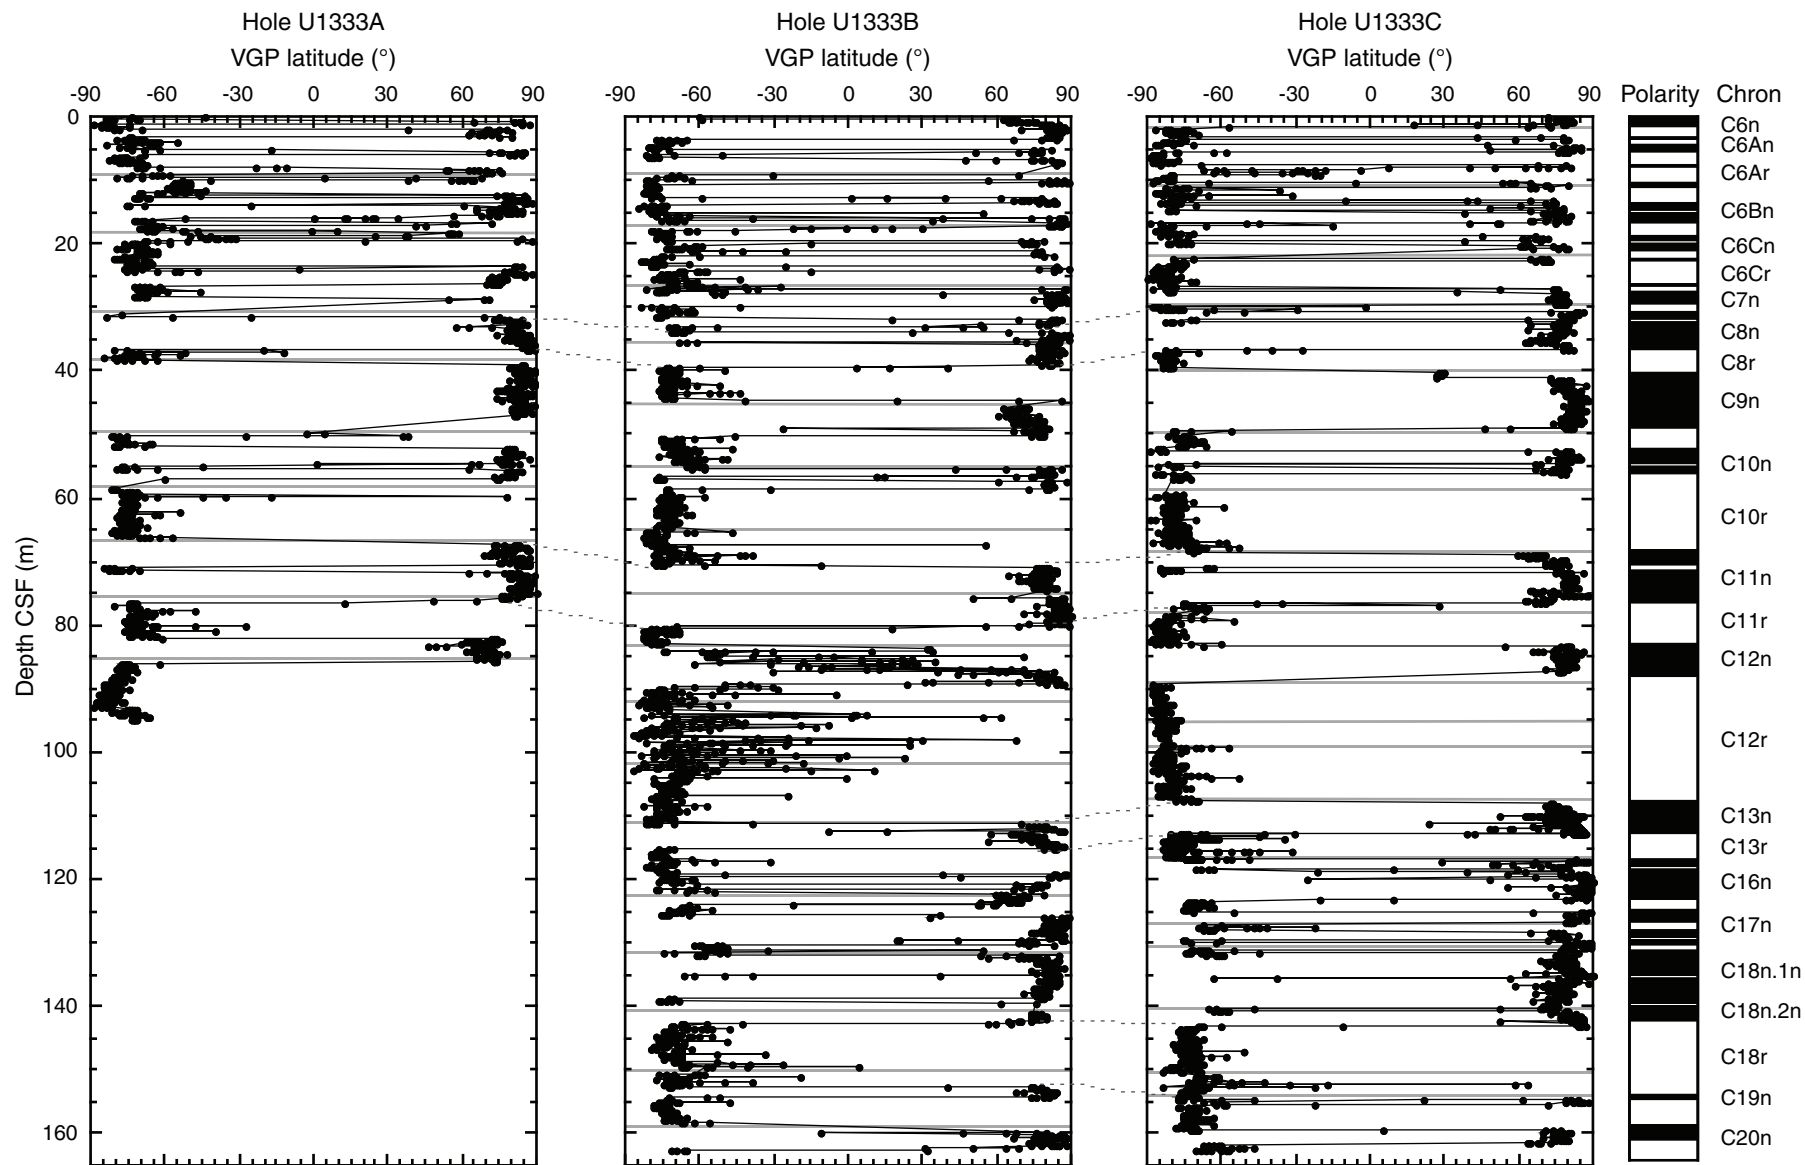 Hole U1333A
Hole U1333B
Hole U1333C
VGP latitude (°)
VGP latitude (°)
VGP latitude (°)
-90 -60 -30 0 30 60 90
-90 -60 -30 0 30 60 90
-90 -60 -30 0 30 60 90
Polarity Chron
Depth CSF (m)
0
20
40
60
80
100
120
140
160
C6n
C6An
C6Ar
C6Bn
C6Cn
C6Cr
C7n
C8n
C8r
C9n
C10n
C10r
C11n
C11r
C12n
C12r
C13n
C13r
C16n
C17n
C18n.1n
C18n.2n
C18r
C19n
C20n